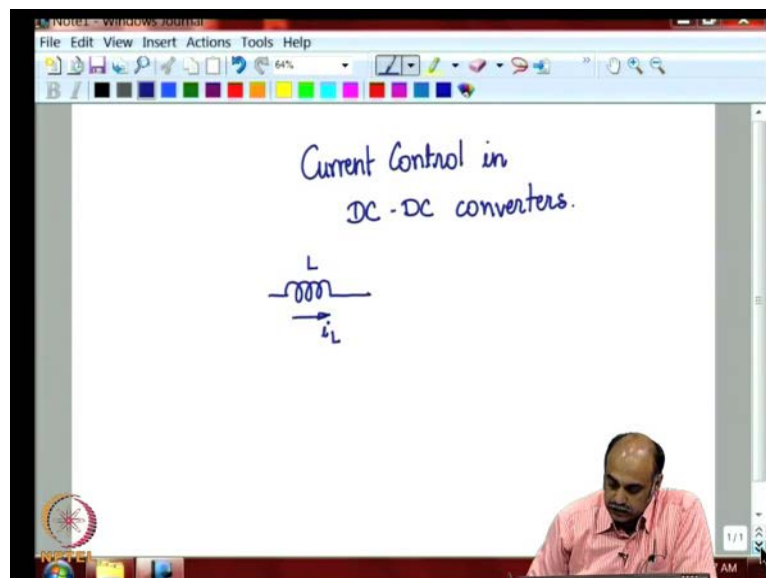 Note1 - Windows Journal
File Edit View Insert Actions Tools Help
64%
B I
Current Control in
DC-DC converters.
L
iL
1/1
NPTEL
7 AM